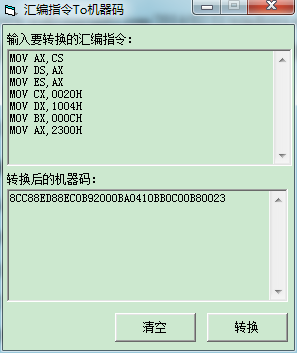 汇编指令To机器码
输入要转换的汇编指令:
MOV AX,CS
MOV DS,AX
MOV ES,AX
MOV CX,0020H
MOV DX,1004H
MOV BX,000CH
MOV AX,2300H
转换后的机器码:
8CC88ED88EC0B92000BA0410BB0C00B80023
清空
转换